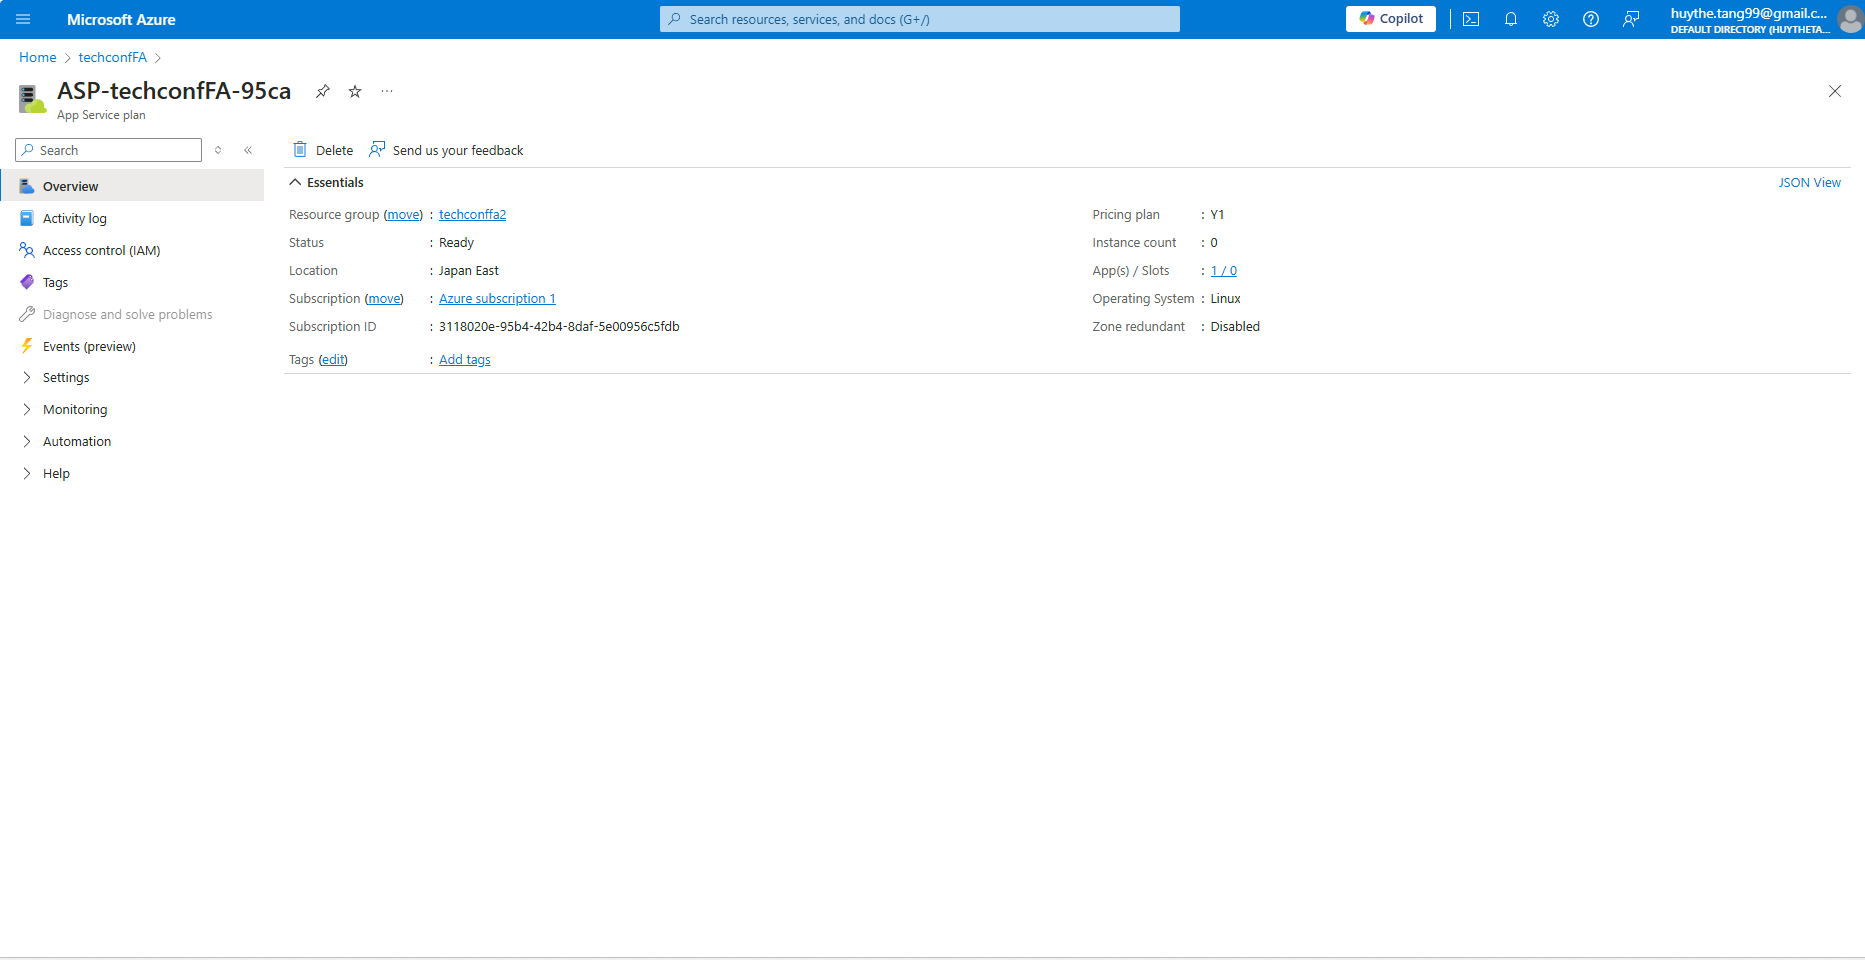 Microsoft Azure
Search resources, services, and docs (G+/)
Copilot
huythe.tang99@gmail.c...
DEFAULT DIRECTORY (HUYTHETA...
Home > techconfFA >
ASP-techconfFA-95ca
...
App Service plan
Search
Delete
Send us your feedback
Overview
Activity log
Access control (IAM)
Tags
Diagnose and solve problems
Events (preview)
Settings
Monitoring
Automation
Help
Essentials
JSON View
Resource group (move) : techconffa2
Status : Ready
Location : Japan East
Subscription (move) : Azure subscription 1
Subscription ID : 3118020e-95b4-42b4-8daf-5e00956c5fdb
Tags (edit) : Add tags
Pricing plan : Y1
Instance count : 0
App(s) / Slots : 1 / 0
Operating System : Linux
Zone redundant : Disabled